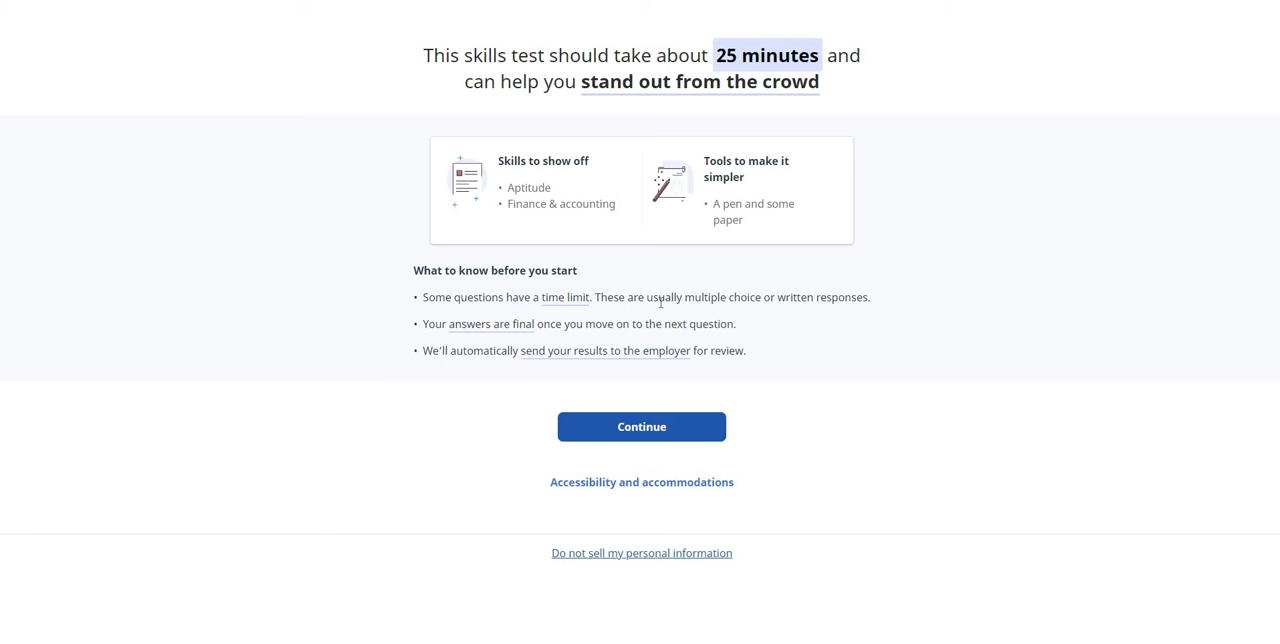 This skills test should take about 25 minutes and
can help you stand out from the crowd
Skills to show off
• Aptitude
• Finance & accounting
Tools to make it
simpler
• A pen and some
paper
What to know before you start
• Some questions have a time limit. These are usually multiple choice or written responses.
• Your answers are final once you move on to the next question.
• We'll automatically send your results to the employer for review.
Continue
Accessibility and accommodations
Do not sell my personal information